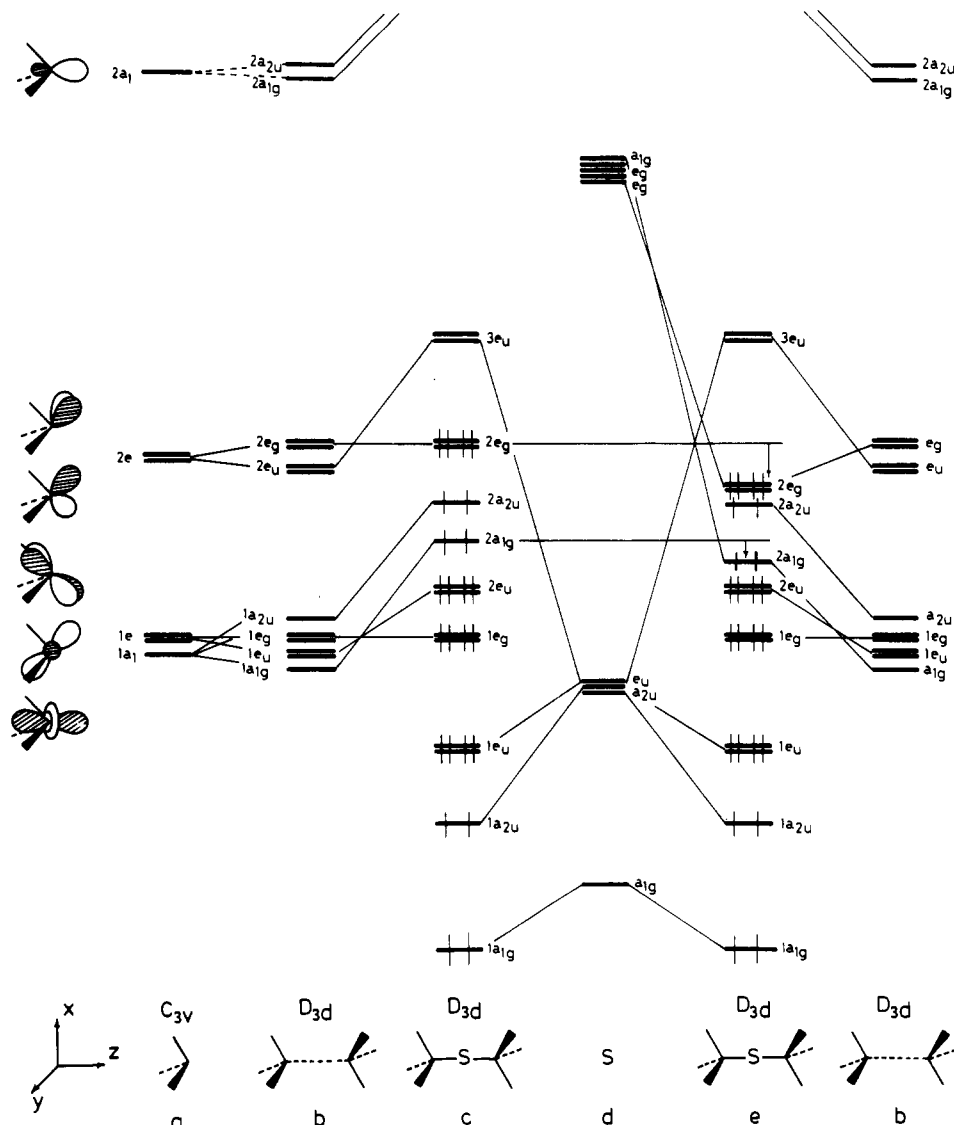 2a1
2a2u
2a1g
2a2u
2a1g
a1g
eg
eg
3eu
3eu
2e
2eg
2eu
2eg
eg
eu
2eg
2a2u
2a2u
2a1g
2a1g
2eu
2eu
1a2u
1e
1eg
1a1
1eu
1a1g
1eg
1eg
a2u
1eg
1eu
a1g
eu
a2u
1eu
1eu
1a2u
1a2u
a1g
1a1g
1a1g
X
Z
y
C3v
D3d
D3d
D3d
D3d
S
S
S
a
b
c
d
e
b